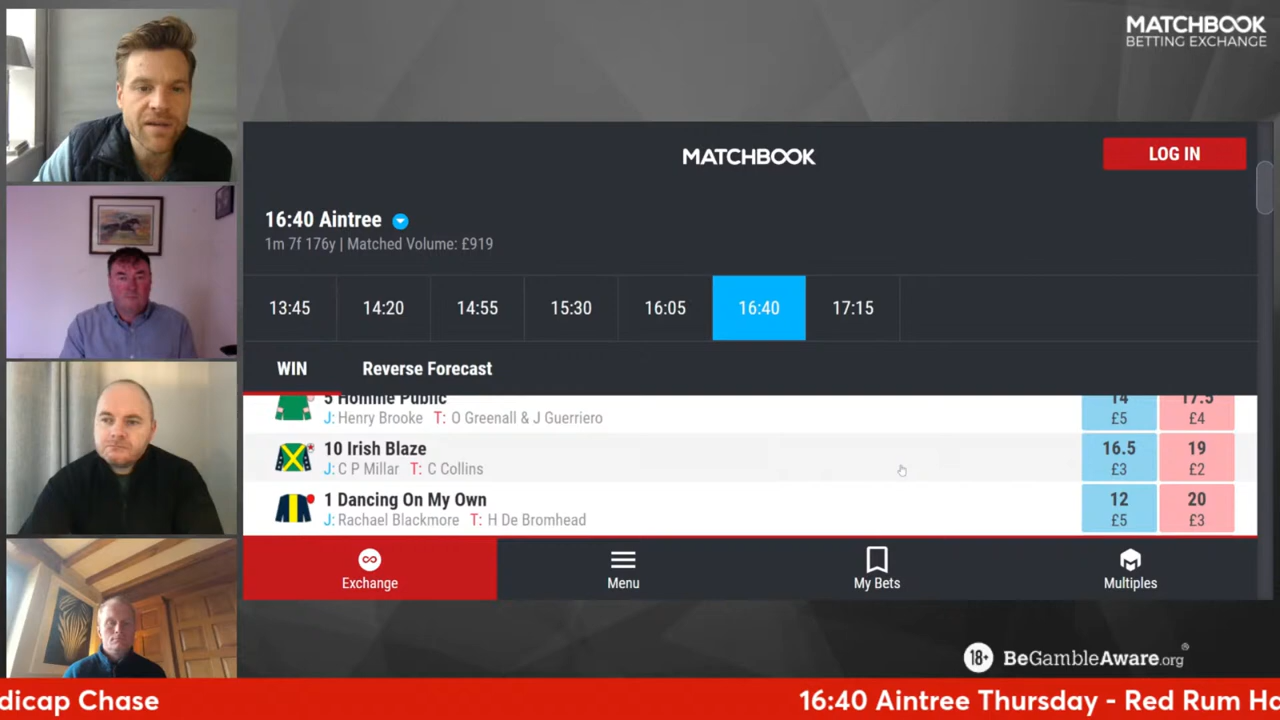 MATCHBOOK
BETTING EXCHANGE
MATCHBOOK
LOG IN
16:40 Aintree
1m 7f 176y | Matched Volume: £919
13:45 14:20 14:55 15:30 16:05 16:40 17:15
WIN Reverse Forecast
5 Homme Public 14 17.5
J: Henry Brooke T: O Greenall & J Guerriero £5 £4
10 Irish Blaze 16.5 19
J: C P Millar T: C Collins £3 £2
1 Dancing On My Own 12 20
J: Rachael Blackmore T: H De Bromhead £5 £3
Exchange Menu My Bets Multiples
18+ BeGambleAware.org
dicap Chase 16:40 Aintree Thursday - Red Rum Ha